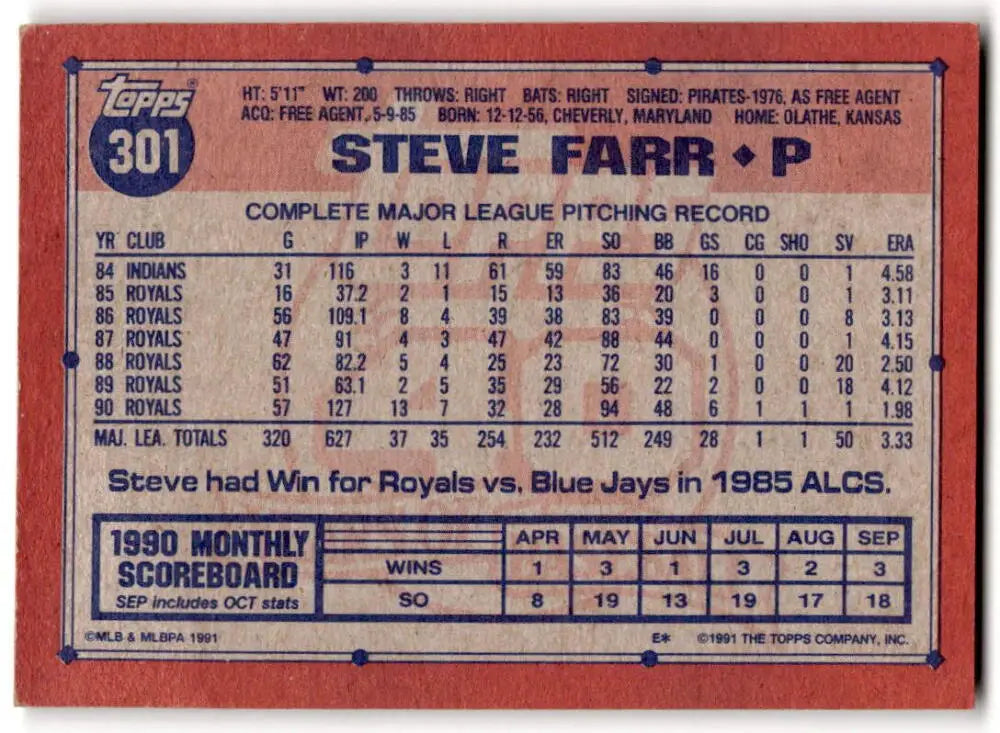 topps®
301
HT: 5'11" WT: 200 THROWS: RIGHT BATS: RIGHT SIGNED: PIRATES-1976, AS FREE AGENT
ACQ: FREE AGENT, 5-9-85 BORN: 12-12-56, CHEVERLY, MARYLAND HOME: OLATHE, KANSAS
STEVE FARR ♦ P
COMPLETE MAJOR LEAGUE PITCHING RECORD
YR CLUB G IP W L R ER SO BB GS CG SHO SV ERA
84 INDIANS 31 116 3 11 61 59 83 46 16 0 0 1 4.58
85 ROYALS 16 37.2 2 1 15 13 36 20 3 0 0 1 3.11
86 ROYALS 56 109.1 8 4 39 38 83 39 0 0 0 8 3.13
87 ROYALS 47 91 4 3 47 42 88 44 0 0 0 1 4.15
88 ROYALS 62 82.2 5 4 25 23 72 30 1 0 0 20 2.50
89 ROYALS 51 63.1 2 5 35 29 56 22 2 0 0 18 4.12
90 ROYALS 57 127 13 7 32 28 94 48 6 1 1 1 1.98
MAJ. LEA. TOTALS 320 627 37 35 254 232 512 249 28 1 1 50 3.33
Steve had Win for Royals vs. Blue Jays in 1985 ALCS.
1990 MONTHLY
SCOREBOARD
SEP includes OCT stats
APR MAY JUN JUL AUG SEP
WINS 1 3 1 3 2 3
SO 8 19 13 19 17 18
©MLB & MLBPA 1991 E* ©1991 THE TOPPS COMPANY, INC.